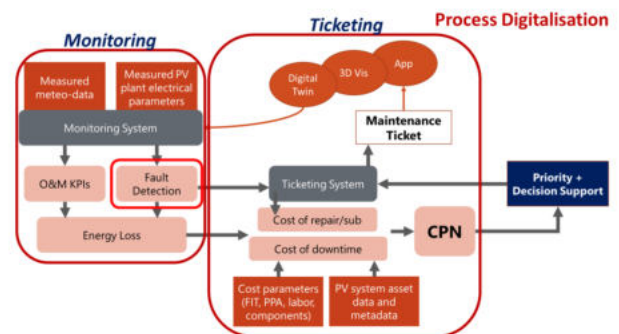 Process Digitalisation
Monitoring
Ticketing
Measured
meteo-data
Measured PV
plant electrical
parameters
Digital
Twin
3D Vis
App
Monitoring System
Maintenance
Ticket
O&M KPIs
Fault
Detection
Ticketing System
Priority +
Decision Support
Cost of repair/sub
Energy Loss
Cost of downtime
CPN
Cost parameters
(FIT, PPA, labor,
components)
PV system asset
data and
metadata